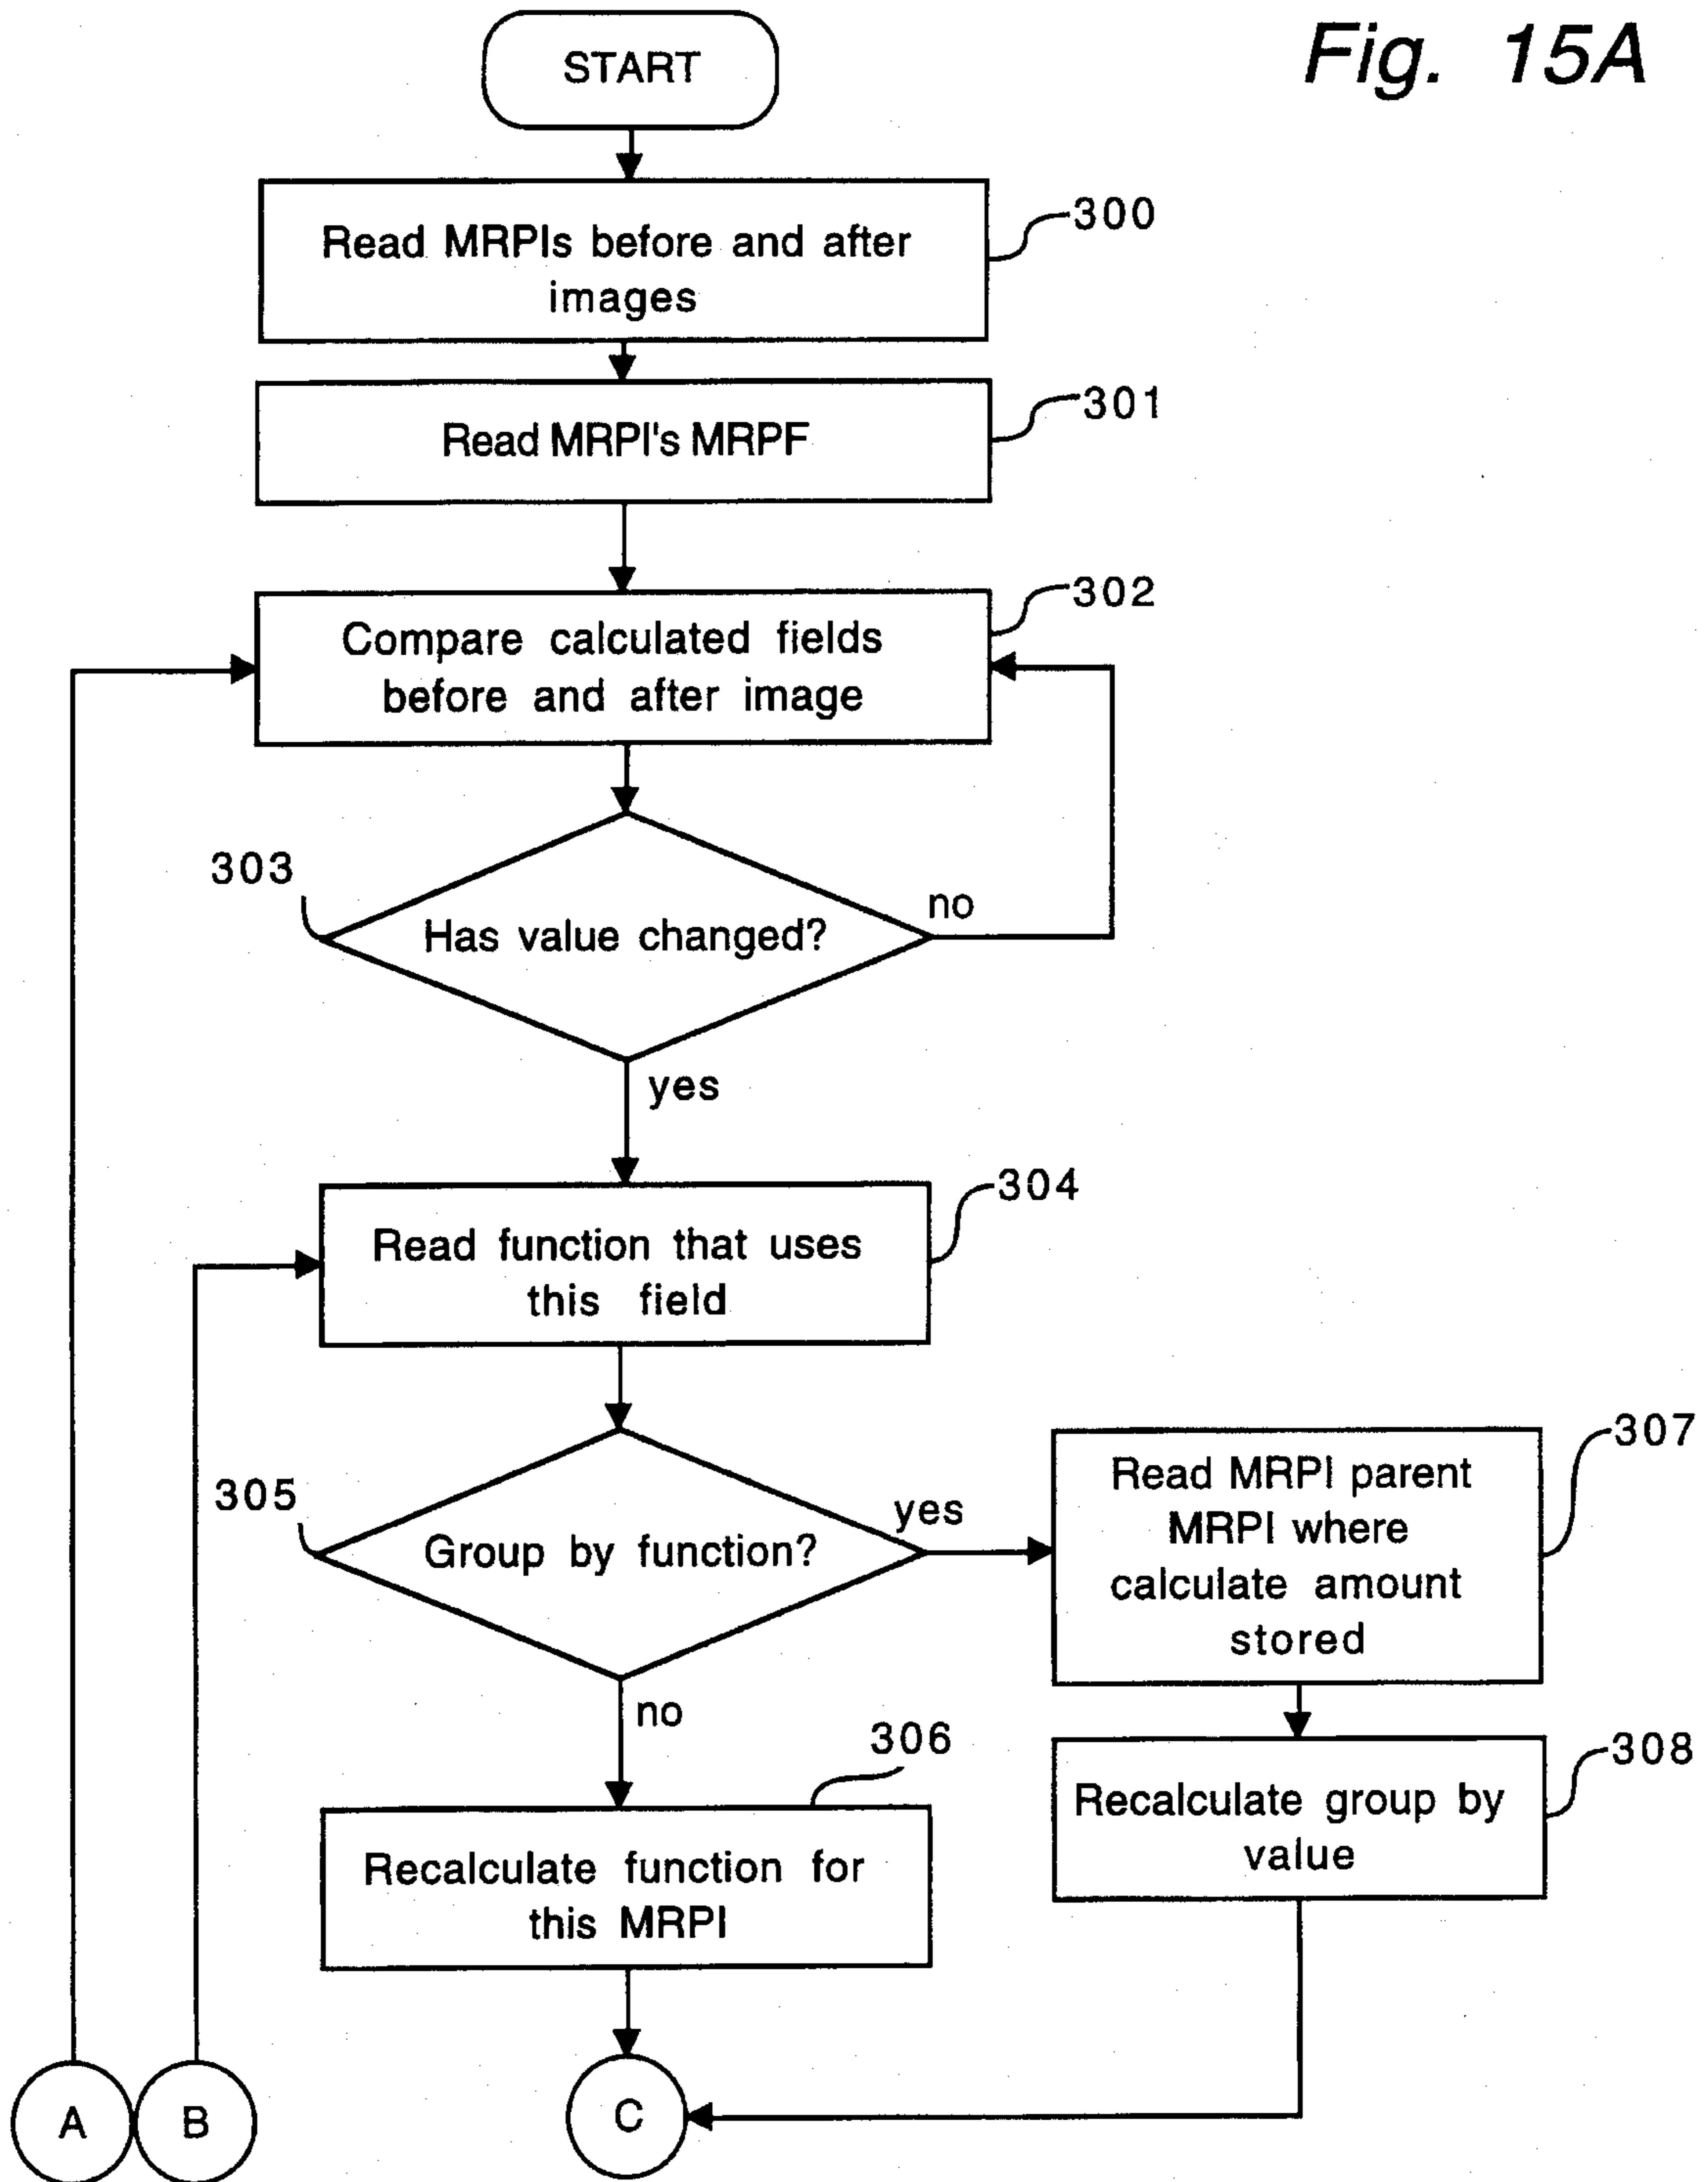 Fig. 15A
START
300
Read MRPIs before and after
images
301
Read MRPI's MRPF
302
Compare calculated fields
before and after image
303
Has value changed?
no
yes
304
Read function that uses
this field
305
Group by function?
yes
no
307
Read MRPI parent
MRPI where
calculate amount
stored
306
Recalculate function for
this MRPI
308
Recalculate group by
value
A
B
C